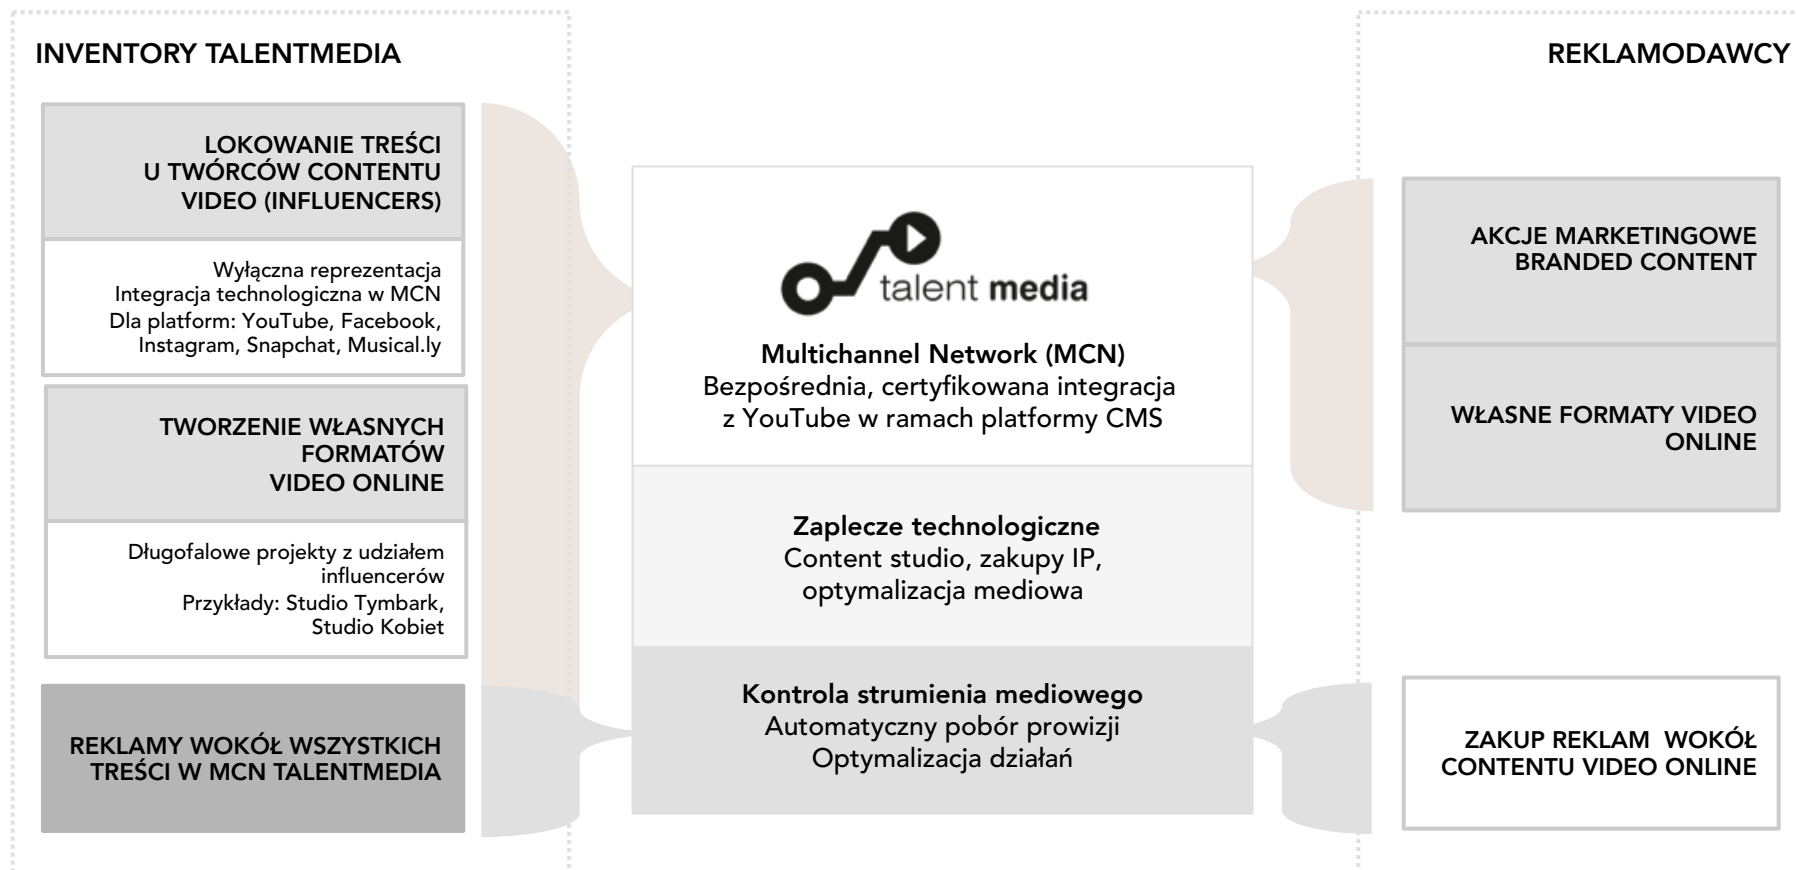 INVENTORY TALENTMEDIA
LOKOWANIE TREŚCI
U TWÓRCÓW CONTENTU
VIDEO (INFLUENCERS)
Wyłączna reprezentacja
Integracja technologiczna w MCN
Dla platform: YouTube, Facebook,
Instagram, Snapchat, Musical.ly
TWORZENIE WŁASNYCH
FORMATÓW
VIDEO ONLINE
Długofalowe projekty z udziałem
influencerów
Przykłady: Studio Tymbark,
Studio Kobiet
REKLAMY WOKÓŁ WSZYSTKICH
TREŚCI W MCN TALENTMEDIA
talent media
Multichannel Network (MCN)
Bezpośrednia, certyfikowana integracja
z YouTube w ramach platformy CMS
Zaplecze technologiczne
Content studio, zakupy IP,
optymalizacja mediowa
Kontrola strumienia mediowego
Automatyczny pobór prowizji
Optymalizacja działań
REKLAMODAWCY
AKCJE MARKETINGOWE
BRANDED CONTENT
WŁASNE FORMATY VIDEO
ONLINE
ZAKUP REKLAM  WOKÓŁ
CONTENTU VIDEO ONLINE